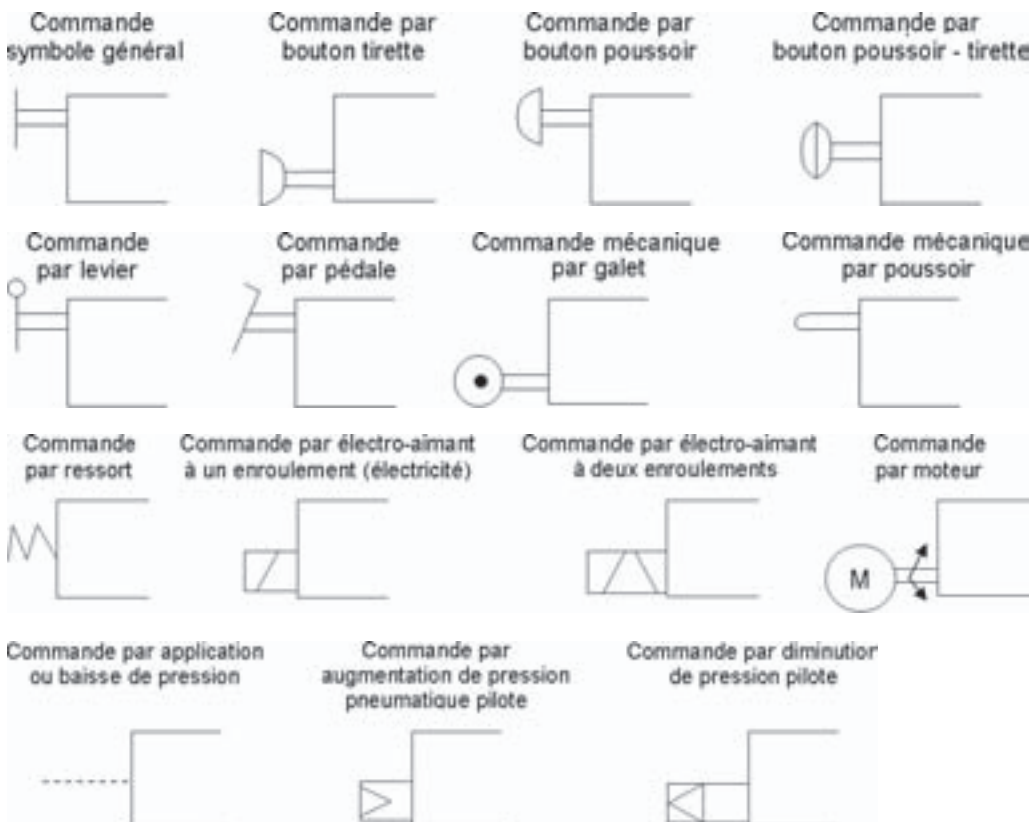 Commande
symbole général
Commande par
bouton tirette
Commande par
bouton poussoir
Commande par
bouton poussoir - tirette
Commande
par levier
Commande
par pédale
Commande mécanique
par galet
Commande mécanique
par poussoir
Commande
par ressort
Commande par électro-aimant
à un enroulement (électricité)
Commande par électro-aimant
à deux enroulements
Commande
par moteur
M
Commande par application
ou baisse de pression
Commande par
augmentation de pression
pneumatique pilote
Commande par diminution
de pression pilote